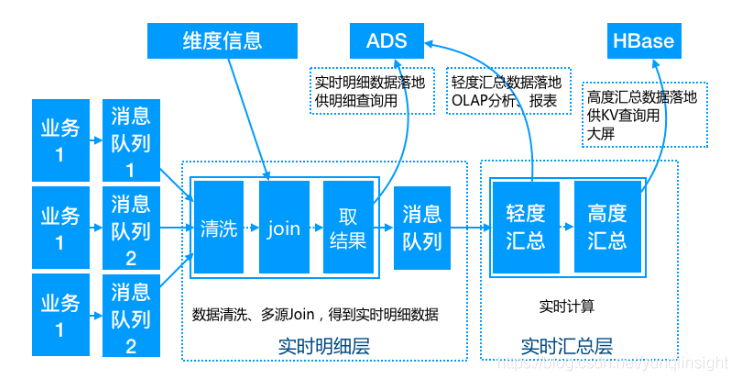 维度信息
ADS
HBase
实时明细数据落地
供明细查询用
轻度汇总数据落地
OLAP分析、报表
高度汇总数据落地
供KV查询用
大屏
业务
1
消息
队列
1
业务
1
消息
队列
2
业务
1
消息
队列
2
清洗
join
取
结果
消息
队列
轻度
汇总
高度
汇总
数据清洗、多源Join，得到实时明细数据
实时计算
实时明细层
实时汇总层
https://blog.csdn.net/yunqiinsight